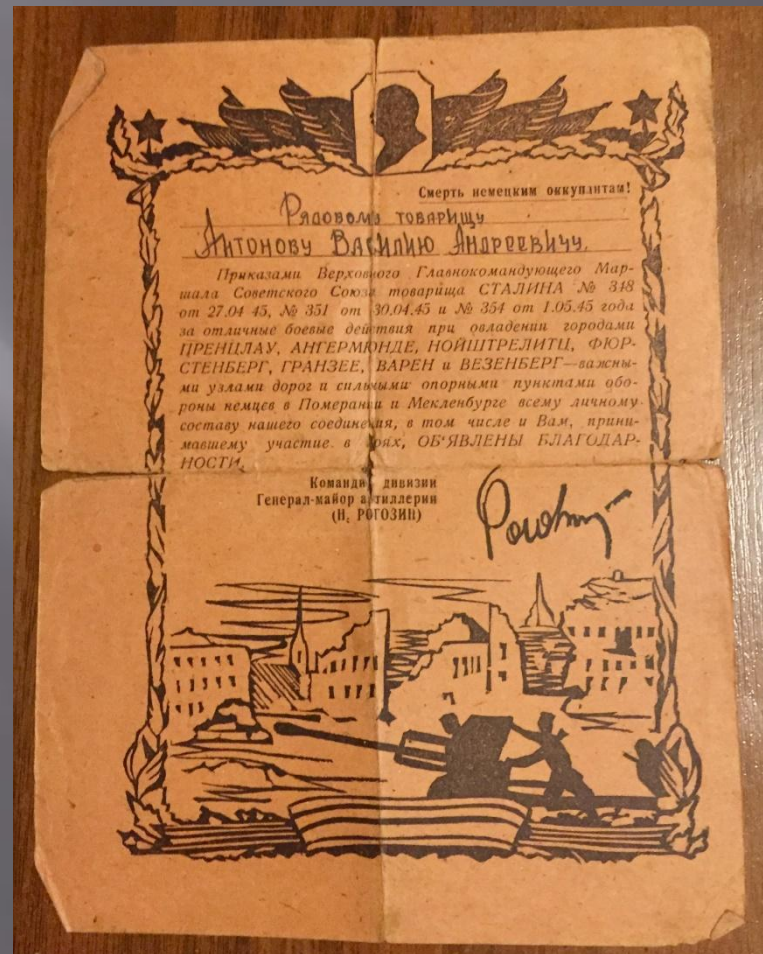 Смерть немецким оккупантам!
Рядовому товарищу
Антонову Василию Андреевичу.
Приказами Верховного Главнокомандующего Мар-
шала Советского Союза товарища СТАЛИНА № 348
от 27.04 45, № 351 от 30.04.45 и № 354 от 1.05.45 года
за отличные боевые действия при овладении городами
ПРЕНЦЛАУ, АНГЕРМЮНДЕ, НОЙШТРЕЛИТЦ, ФЮР-
СТЕНБЕРГ, ГРАНЗЕЕ, ВАРЕН и ВЕЗЕНБЕРГ—важны-
ми узлами дорог и сильными опорными пунктами обо-
роны немцев в Померании и Мекленбурге всему личному
составу нашего соединения, в том числе и Вам, прини-
мавшему участие в боях, ОБ'ЯВЛЕНЫ БЛАГОДАР-
НОСТИ.
Командир дивизии
Генерал-майор артиллерии
(Н. РОГОЗИН)